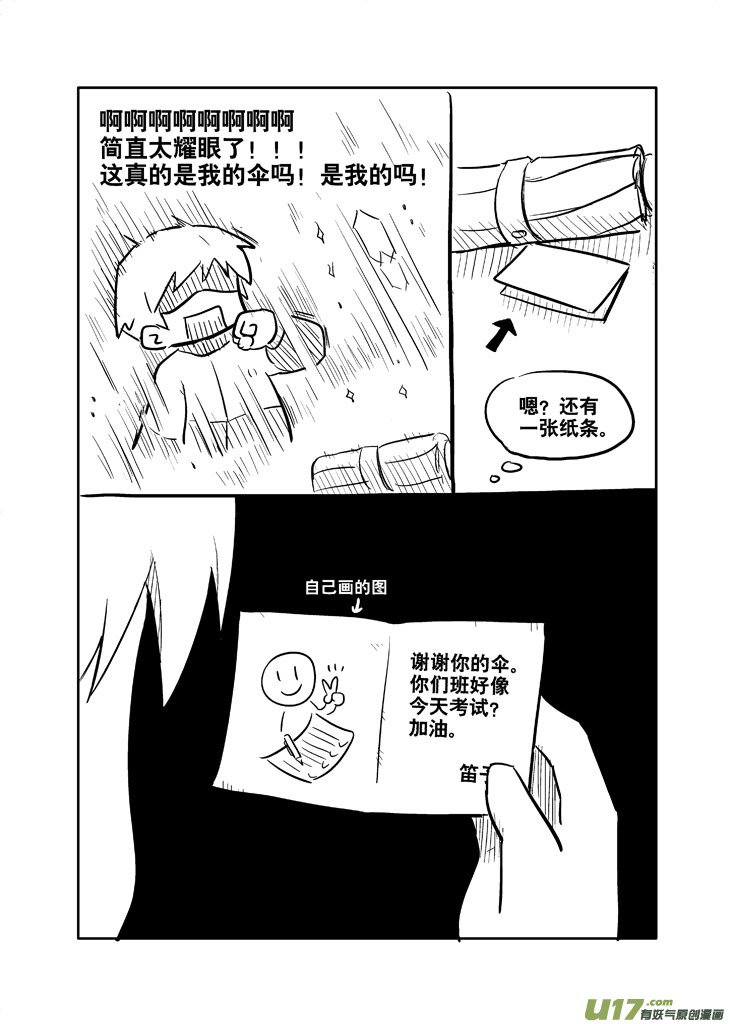 啊啊啊啊啊啊啊啊
简直太耀眼了！！！
这真的是我的伞吗！是我的吗！
嗯？还有
一张纸条。
自己画的图
谢谢你的伞。
你们班好像
今天考试？
加油。
笛子
U17.com
有妖气原创漫画